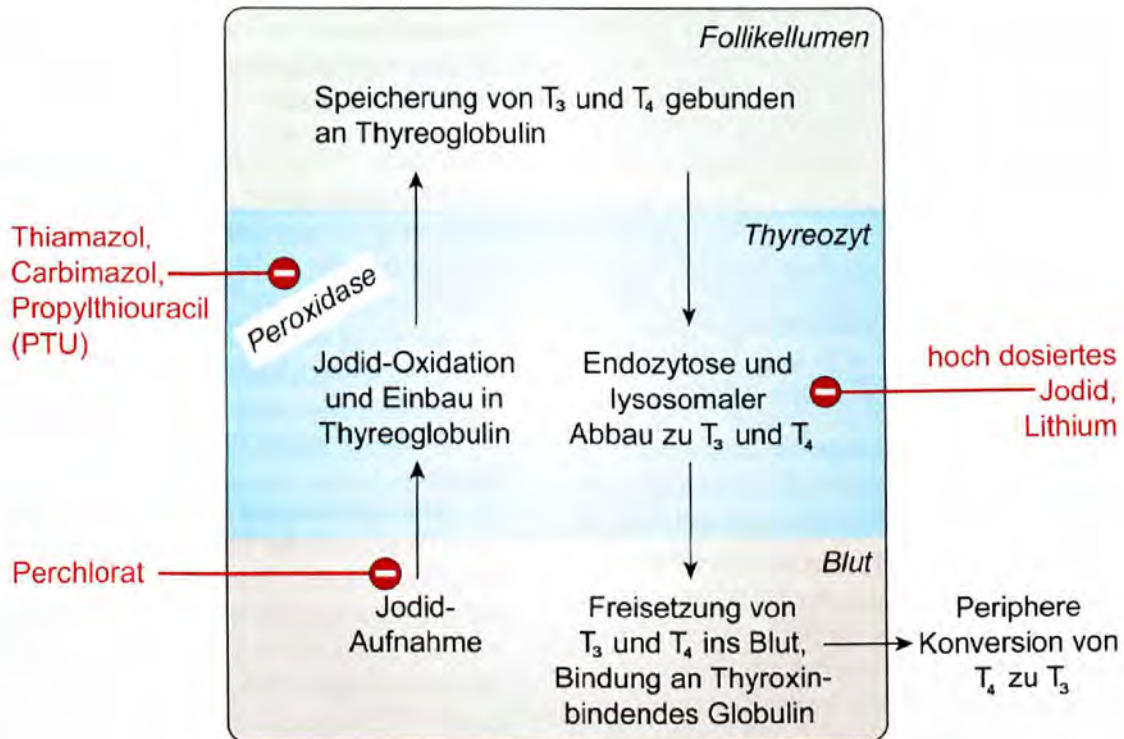 Follikellumen
Speicherung von T₃ und T₄ gebunden
an Thyreoglobulin
Thyreozyt
Thiamazol,
Carbimazol,
Propylthiouracil
(PTU)
Peroxidase
Jodid-Oxidation
und Einbau in
Thyreoglobulin
Endozytose und
lysosomaler
Abbau zu T₃ und T₄
hoch dosiertes
Jodid,
Lithium
Blut
Perchlorat
Jodid-
Aufnahme
Freisetzung von
T₃ und T₄ ins Blut,
Bindung an Thyroxin-
bindendes Globulin
Periphere
Konversion von
T₄ zu T₃